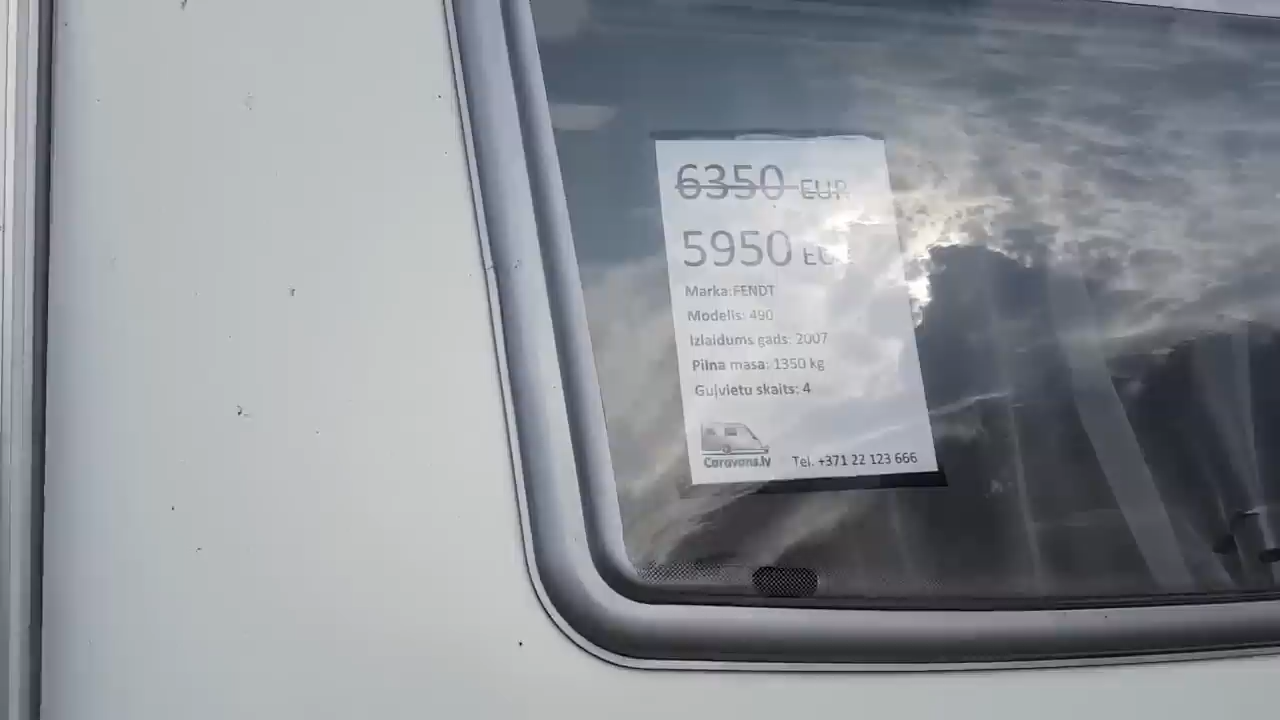 6350 EUR
5950 EUR
Marka:FENDT
Modelis: 490
Izlaidums gads: 2007
Pilna masa: 1350 kg
Guļvietu skaits: 4
Caravans.lv
Tel. +371 22 123 666